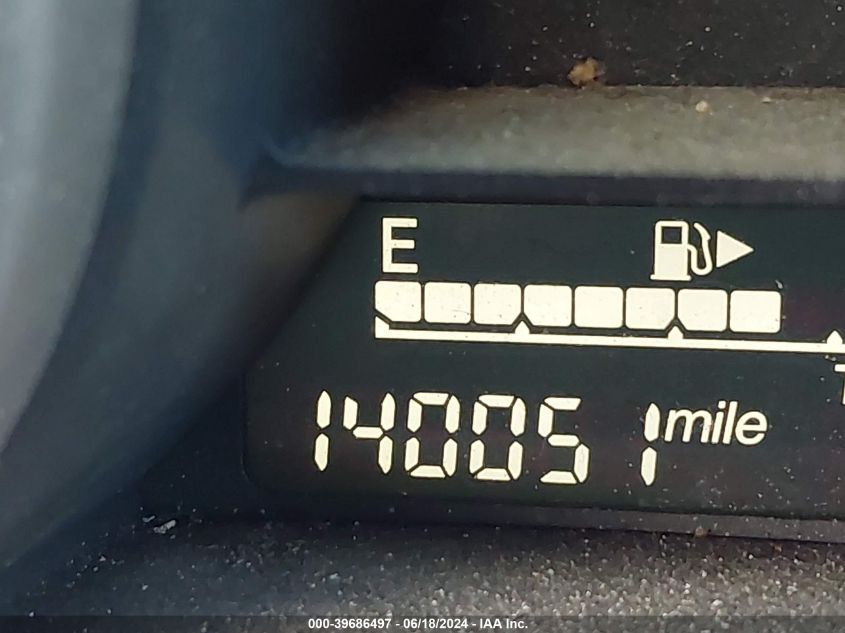 E
140051 mile
000-39686497 - 06/18/2024 - IAA Inc.